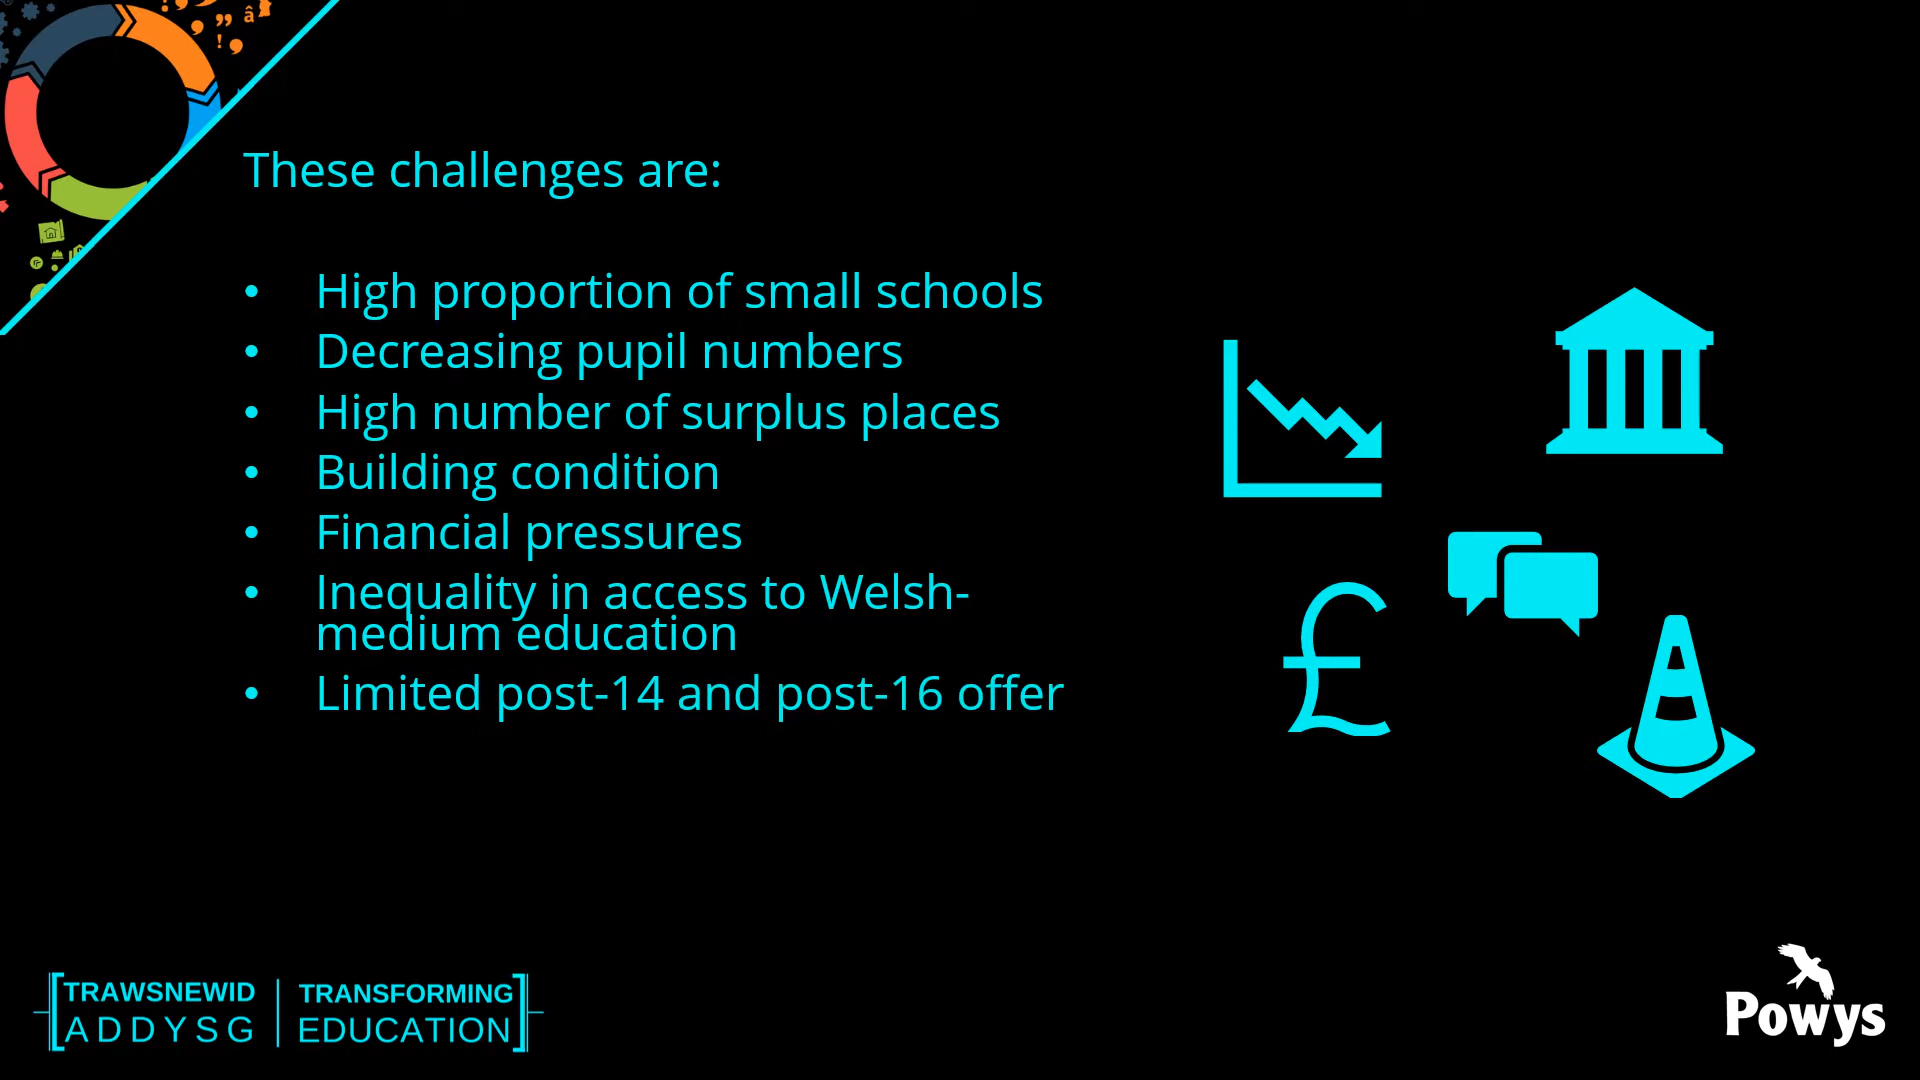 These challenges are:
• High proportion of small schools
• Decreasing pupil numbers
• High number of surplus places
• Building condition
• Financial pressures
• Inequality in access to Welsh-
medium education
• Limited post-14 and post-16 offer
TRAWSNEWID
ADDYSG
TRANSFORMING
EDUCATION
Powys